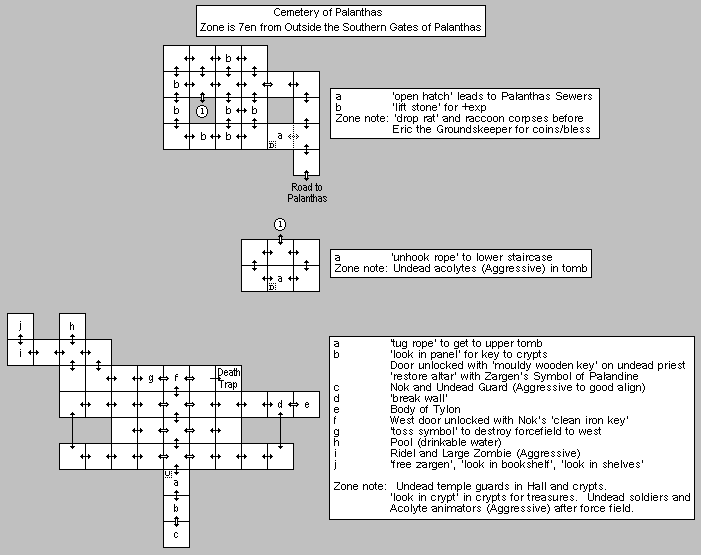 Cemetery of Palanthas
Zone is 7en from Outside the Southern Gates of Palanthas
b
b
b
1
b
b
b
b
a
D
Road to
Palanthas
a 'open hatch' leads to Palanthas Sewers
b 'lift stone' for +exp
Zone note: 'drop rat' and raccoon corpses before
Eric the Groundskeeper for coins/bless
1
a
D
a 'unhook rope' to lower staircase
Zone note: Undead acolytes (Aggressive) in tomb
j
h
i
g
f
Death
Trap
d
e
U
a
b
c
a 'tug rope' to get to upper tomb
b 'look in panel' for key to crypts
Door unlocked with 'mouldy wooden key' on undead priest
'restore altar' with Zargen's Symbol of Palandine
c Nok and Undead Guard (Aggressive to good align)
d 'break wall'
e Body of Tylon
f West door unlocked with Nok's 'clean iron key'
g 'toss symbol' to destroy forcefield to west
h Pool (drinkable water)
i Ridel and Large Zombie (Aggressive)
j 'free zargen', 'look in bookshelf', 'look in shelves'
Zone note: Undead temple guards in Hall and crypts.
'look in crypt' in crypts for treasures. Undead soldiers and
Acolyte animators (Aggressive) after force field.